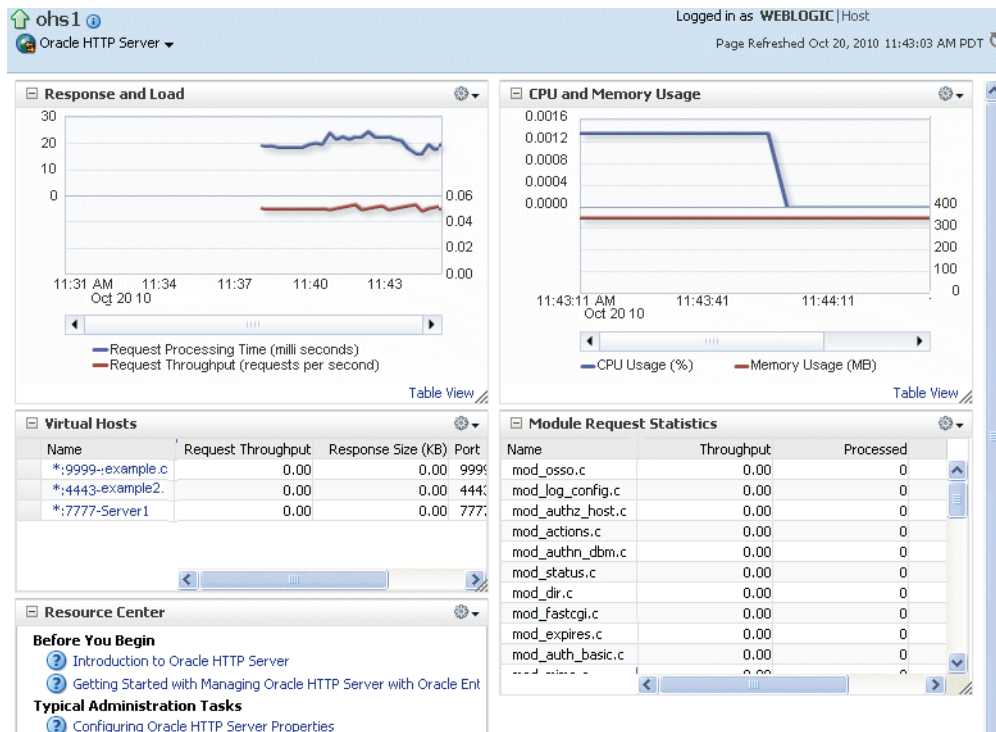 ohs1
Logged in as WEBLOGIC|Host
Oracle HTTP Server
Page Refreshed Oct 20, 2010 11:43:03 AM PDT
Response and Load
30
20
10
0
0.06
0.04
0.02
0.00
11:31 AM 11:34 11:37 11:40 11:43
Oct 20 10
Request Processing Time (milli seconds)
Request Throughput (requests per second)
Table View
CPU and Memory Usage
0.0016
0.0012
0.0008
0.0004
0.0000
400
300
200
100
0
11:43:11 AM 11:43:41 11:44:11
Oct 20 10
CPU Usage (%) Memory Usage (MB)
Table View
Virtual Hosts
Name Request Throughput Response Size (KB) Port
*:9999-:example.c 0.00 0.00 9999
*:4443-example2. 0.00 0.00 444
*:7777-Server1 0.00 0.00 777
Module Request Statistics
Name Throughput Processed
mod_osso.c 0.00 0
mod_log_config.c 0.00 0
mod_authz_host.c 0.00 0
mod_actions.c 0.00 0
mod_authn_dbm.c 0.00 0
mod_status.c 0.00 0
mod_dir.c 0.00 0
mod_fastcgi.c 0.00 0
mod_expires.c 0.00 0
mod_auth_basic.c 0.00 0
Resource Center
Before You Begin
Introduction to Oracle HTTP Server
Getting Started with Managing Oracle HTTP Server with Oracle Ent
Typical Administration Tasks
Configuring Oracle HTTP Server Properties